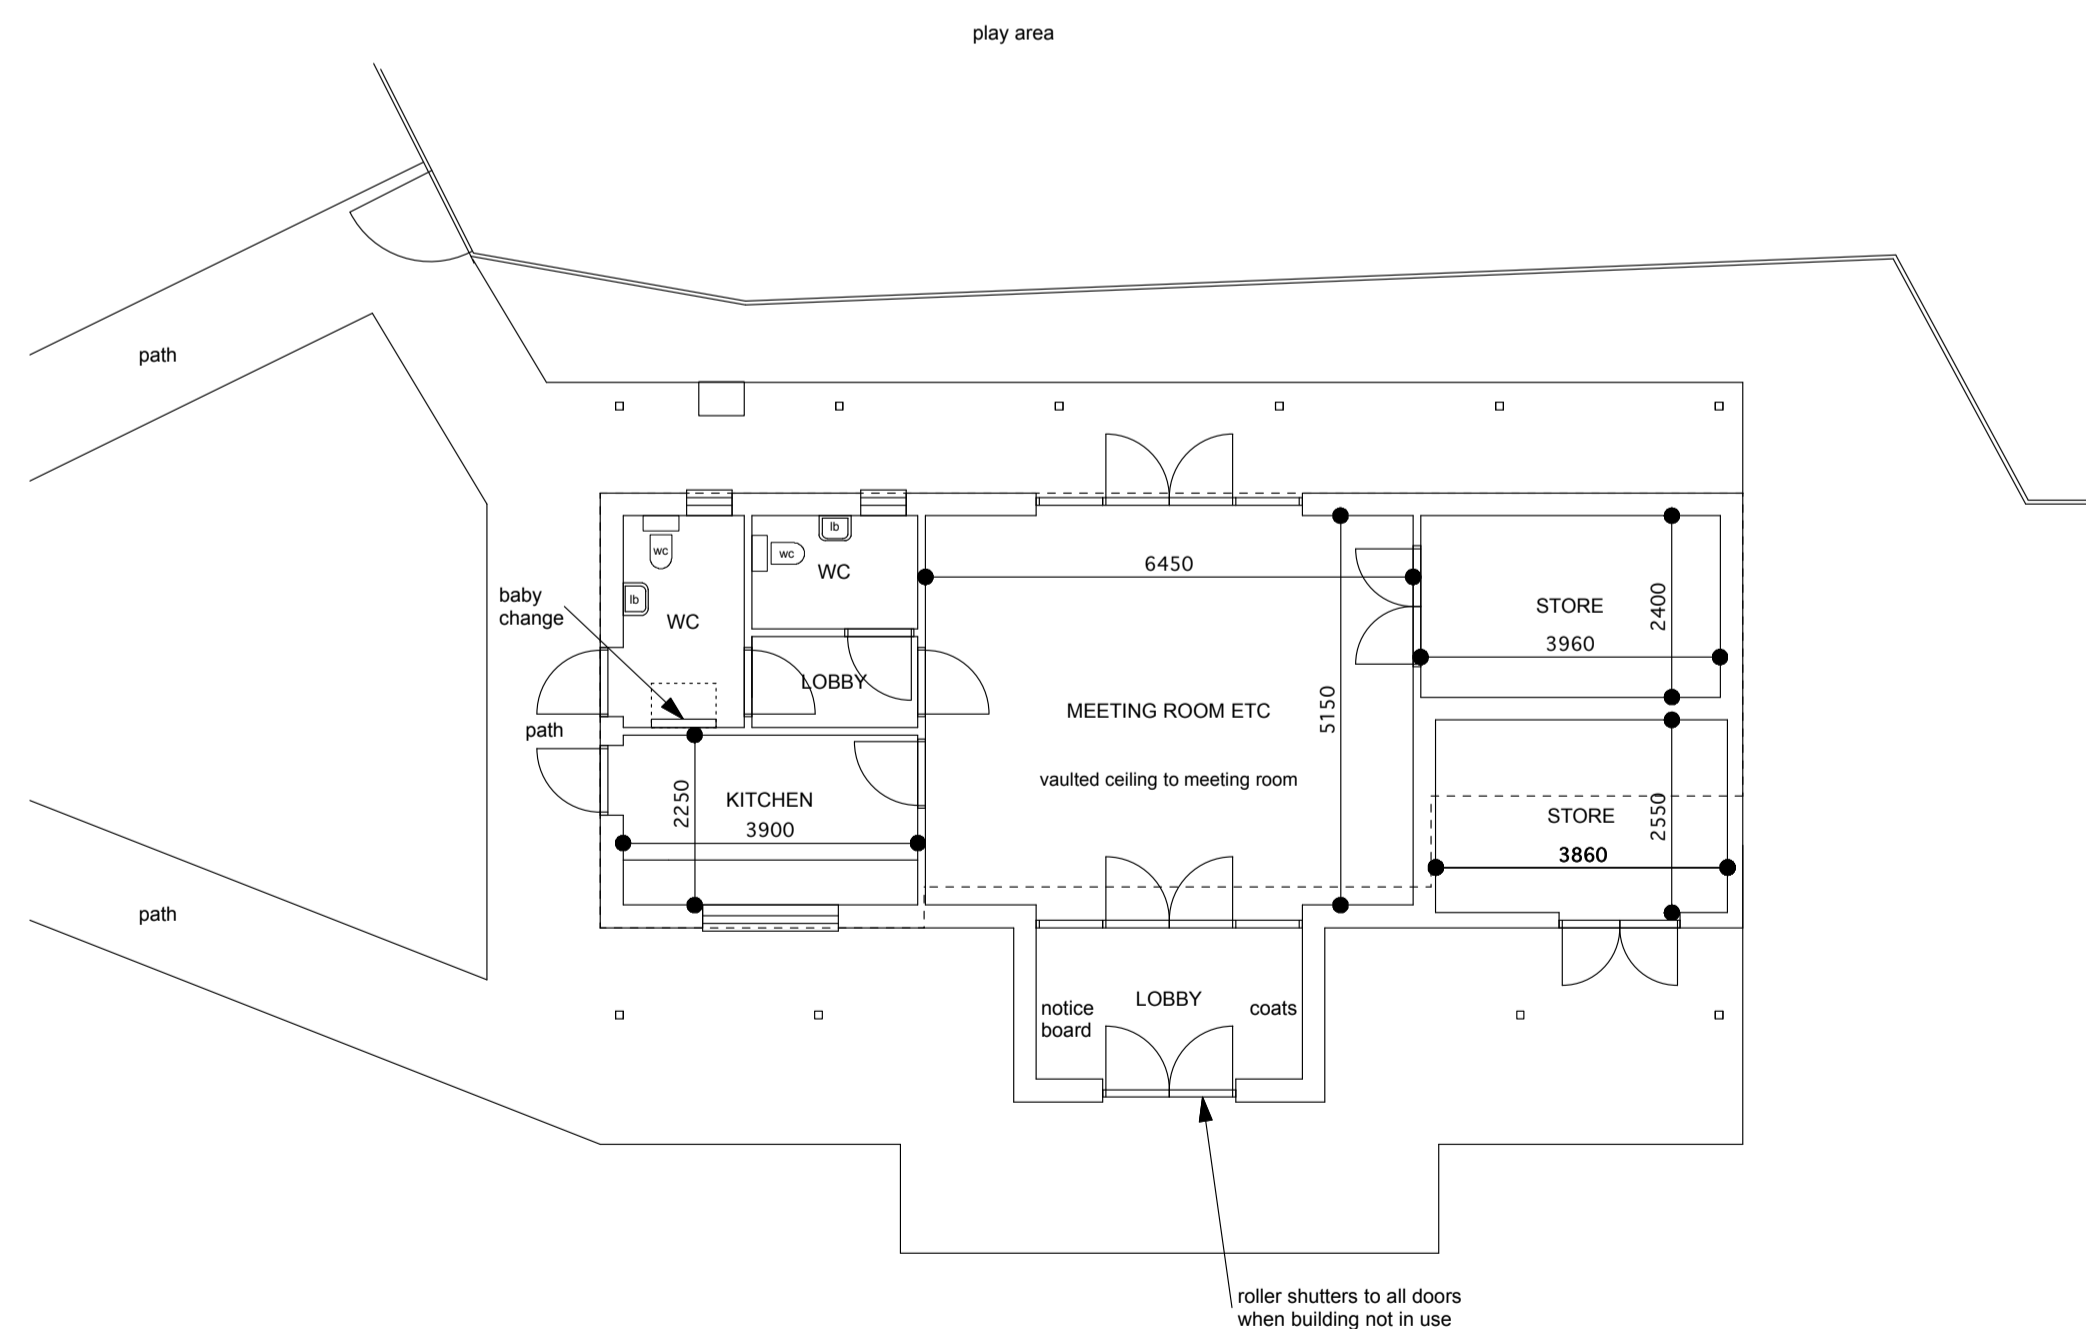 play area
path
lb
wc
wc
WC
6450
baby
change
lb
WC
STORE
2400
3960
LOBBY
MEETING ROOM ETC
5150
path
vaulted ceiling to meeting room
2250
KITCHEN
3900
STORE
2550
3860
path
notice
board
LOBBY
coats
roller shutters to all doors
when building not in use